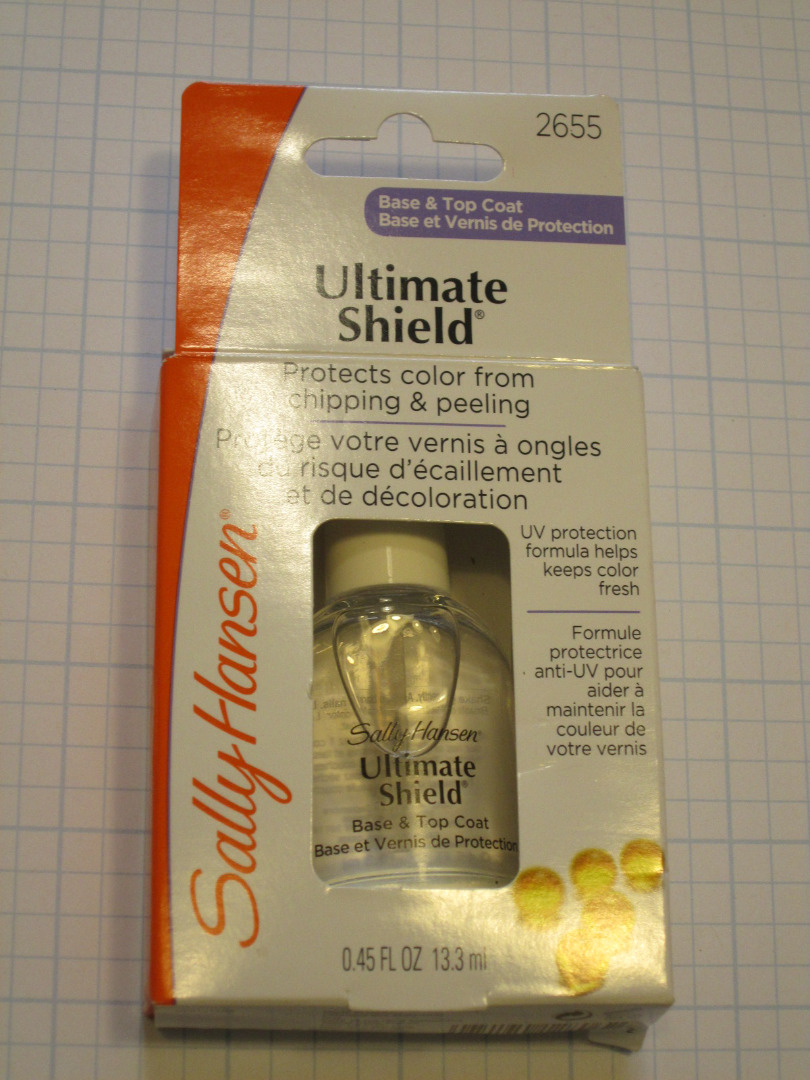 2655
Base & Top Coat
Base et Vernis de Protection
Ultimate
Shield®
Protects color from
chipping & peeling
Protège votre vernis à ongles
du risque d'écaillement
et de décoloration
UV protection
formula helps
keeps color
fresh
Formule
protectrice
anti-UV pour
aider à
maintenir la
couleur de
votre vernis
Sally Hansen®
Sally Hansen®
Ultimate
Shield®
Base & Top Coat
Base et Vernis de Protection
0.45 FL OZ 13.3 ml